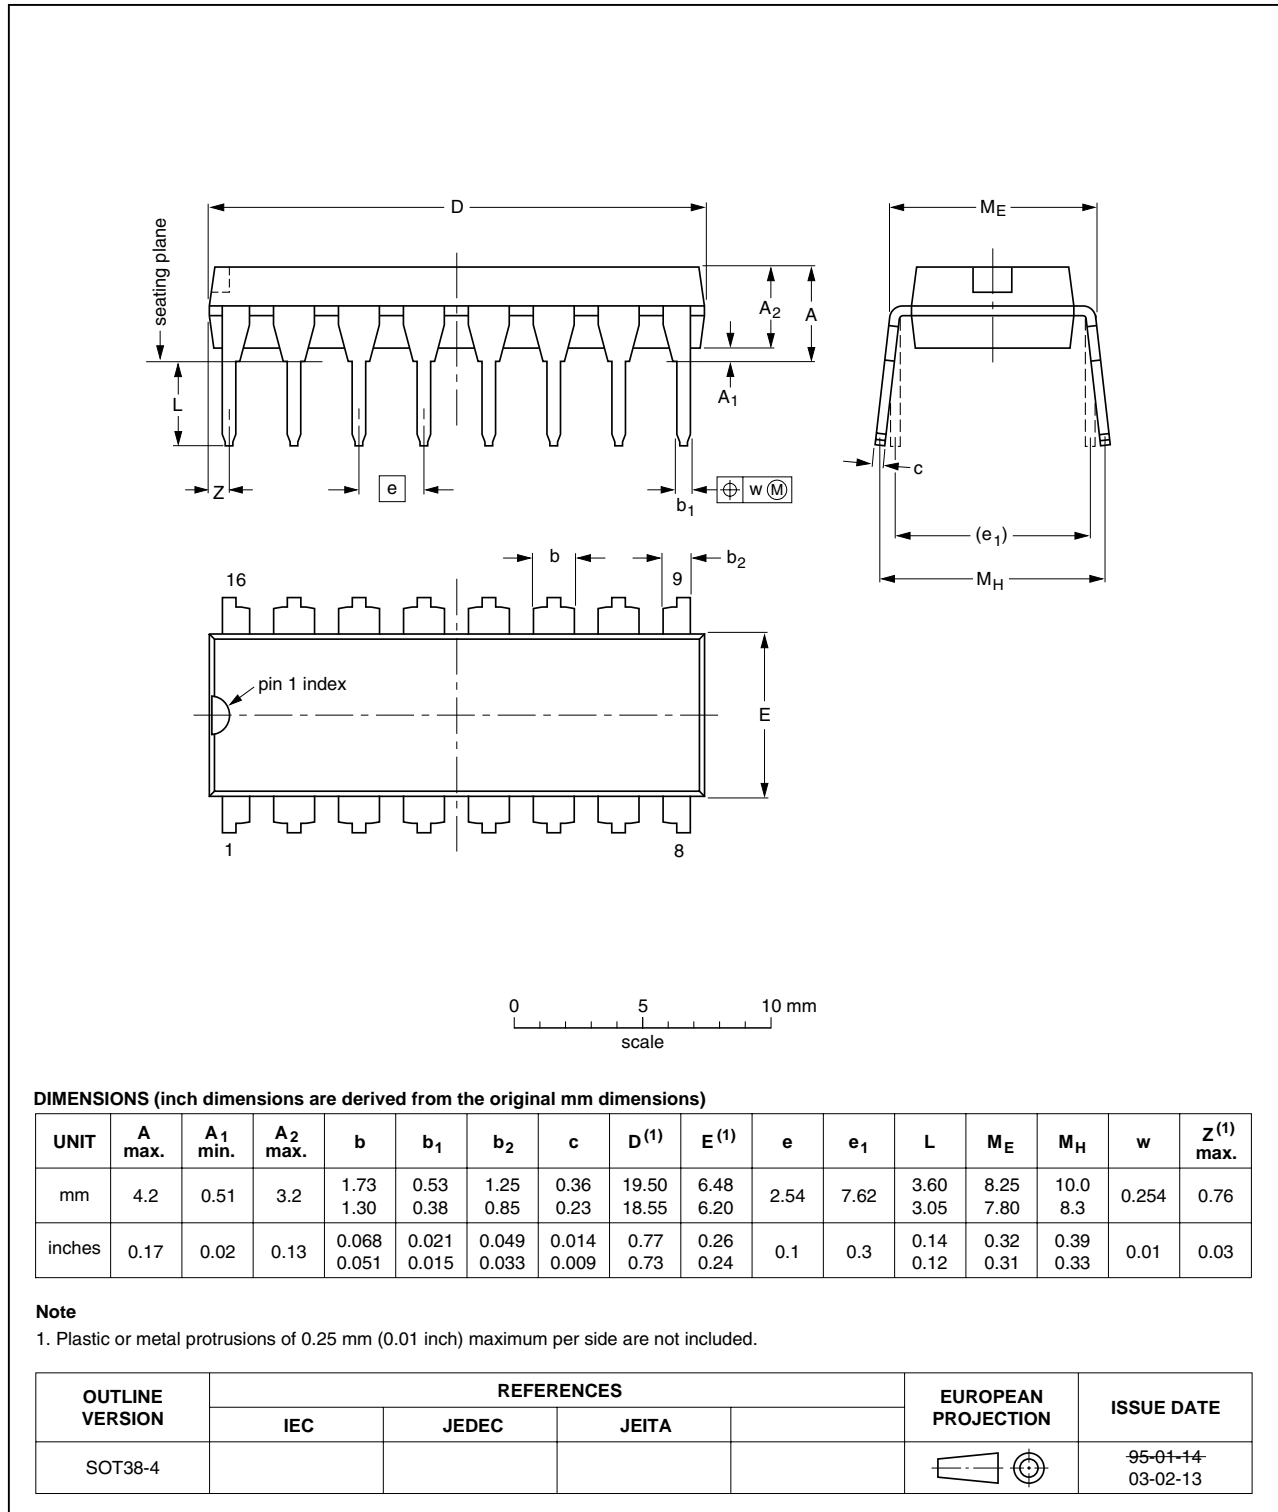 D
M_E
seating plane
A_2
A
L
A_1
c
Z
e
b_1
w M
(e_1)
M_H
b
b_2
16
9
pin 1 index
E
1
8
0 5 10 mm
scale
DIMENSIONS (inch dimensions are derived from the original mm dimensions)
UNIT A max. A1 min. A2 max. b b1 b2 c D(1) E(1) e e1 L ME MH w Z(1) max.
mm 4.2 0.51 3.2 1.73 1.30 0.53 0.38 1.25 0.85 0.36 0.23 19.50 18.55 6.48 6.20 2.54 7.62 3.60 3.05 8.25 7.80 10.0 8.3 0.254 0.76
inches 0.17 0.02 0.13 0.068 0.051 0.021 0.015 0.049 0.033 0.014 0.009 0.77 0.73 0.26 0.24 0.1 0.3 0.14 0.12 0.32 0.31 0.39 0.33 0.01 0.03
Note
1. Plastic or metal protrusions of 0.25 mm (0.01 inch) maximum per side are not included.
OUTLINE VERSION REFERENCES EUROPEAN PROJECTION ISSUE DATE
IEC JEDEC JEITA
SOT38-4 95-01-14
03-02-13